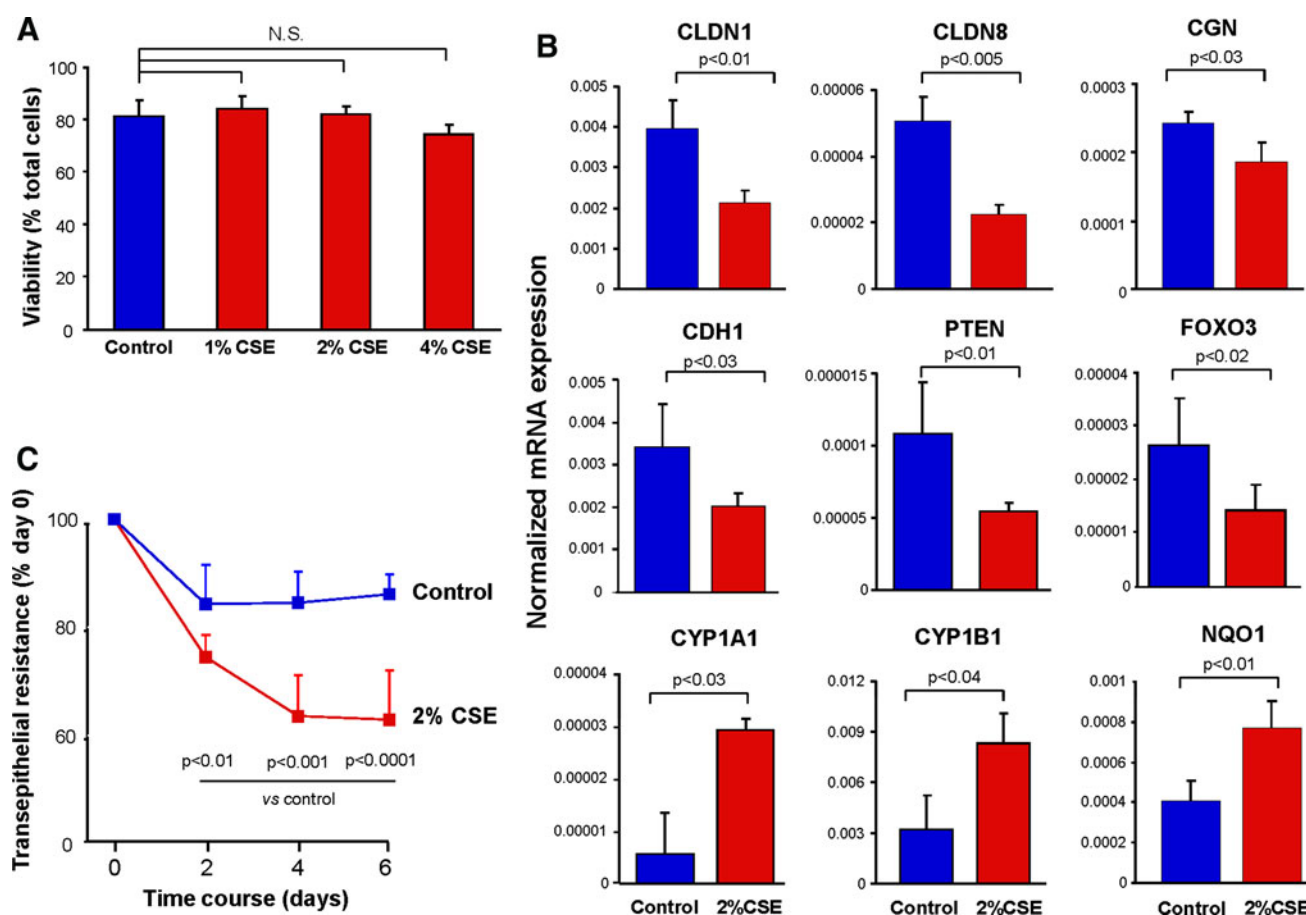 A
N.S.
Viability (% total cells)
100
80
60
40
20
0
Control 1% CSE 2% CSE 4% CSE
B
Normalized mRNA expression
CLDN1
p<0.01
0.005
0.004
0.003
0.002
0.001
0
CLDN8
p<0.005
0.00006
0.00004
0.00002
0
CGN
p<0.03
0.0003
0.0002
0.0001
0
CDH1
p<0.03
0.005
0.004
0.003
0.002
0.001
0
PTEN
p<0.01
0.00015
0.0001
0.00005
0
FOXO3
p<0.02
0.00004
0.00003
0.00002
0.00001
0
CYP1A1
p<0.03
0.00004
0.00003
0.00002
0.00001
0
Control 2%CSE
CYP1B1
p<0.04
0.012
0.009
0.006
0.003
0
Control 2%CSE
NQO1
p<0.01
0.001
0.0008
0.0006
0.0004
0.0002
0
Control 2%CSE
C
Transepithelial resistance (% day 0)
100
80
60
0
Control
2% CSE
p<0.01 p<0.001 p<0.0001
vs control
0 2 4 6
Time course (days)